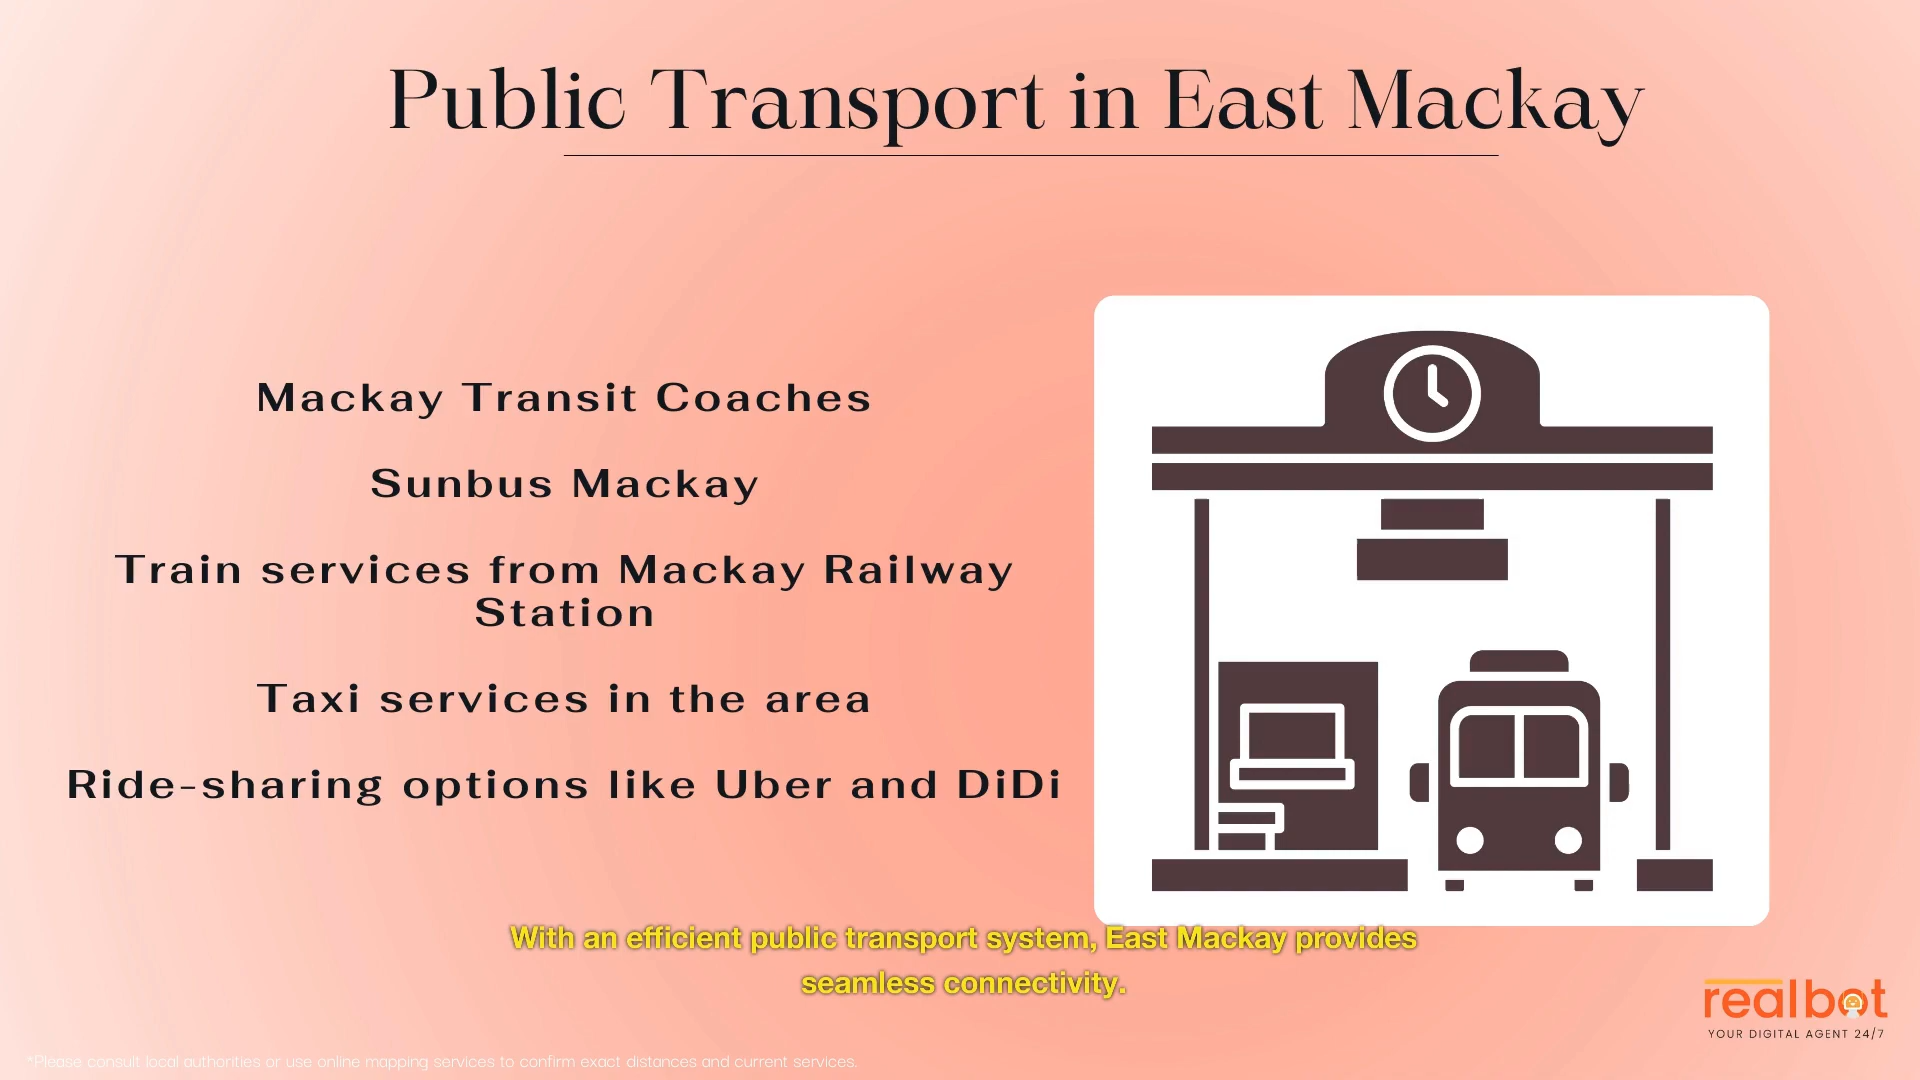 Public Transport in East Mackay
Mackay Transit Coaches
Sunbus Mackay
Train services from Mackay Railway
Station
Taxi services in the area
Ride-sharing options like Uber and DiDi
With an efficient public transport system, East Mackay provides
seamless connectivity.
realbot
YOUR DIGITAL AGENT 24/7
*Please consult local authorities or use online mapping services to confirm exact distances and current services.